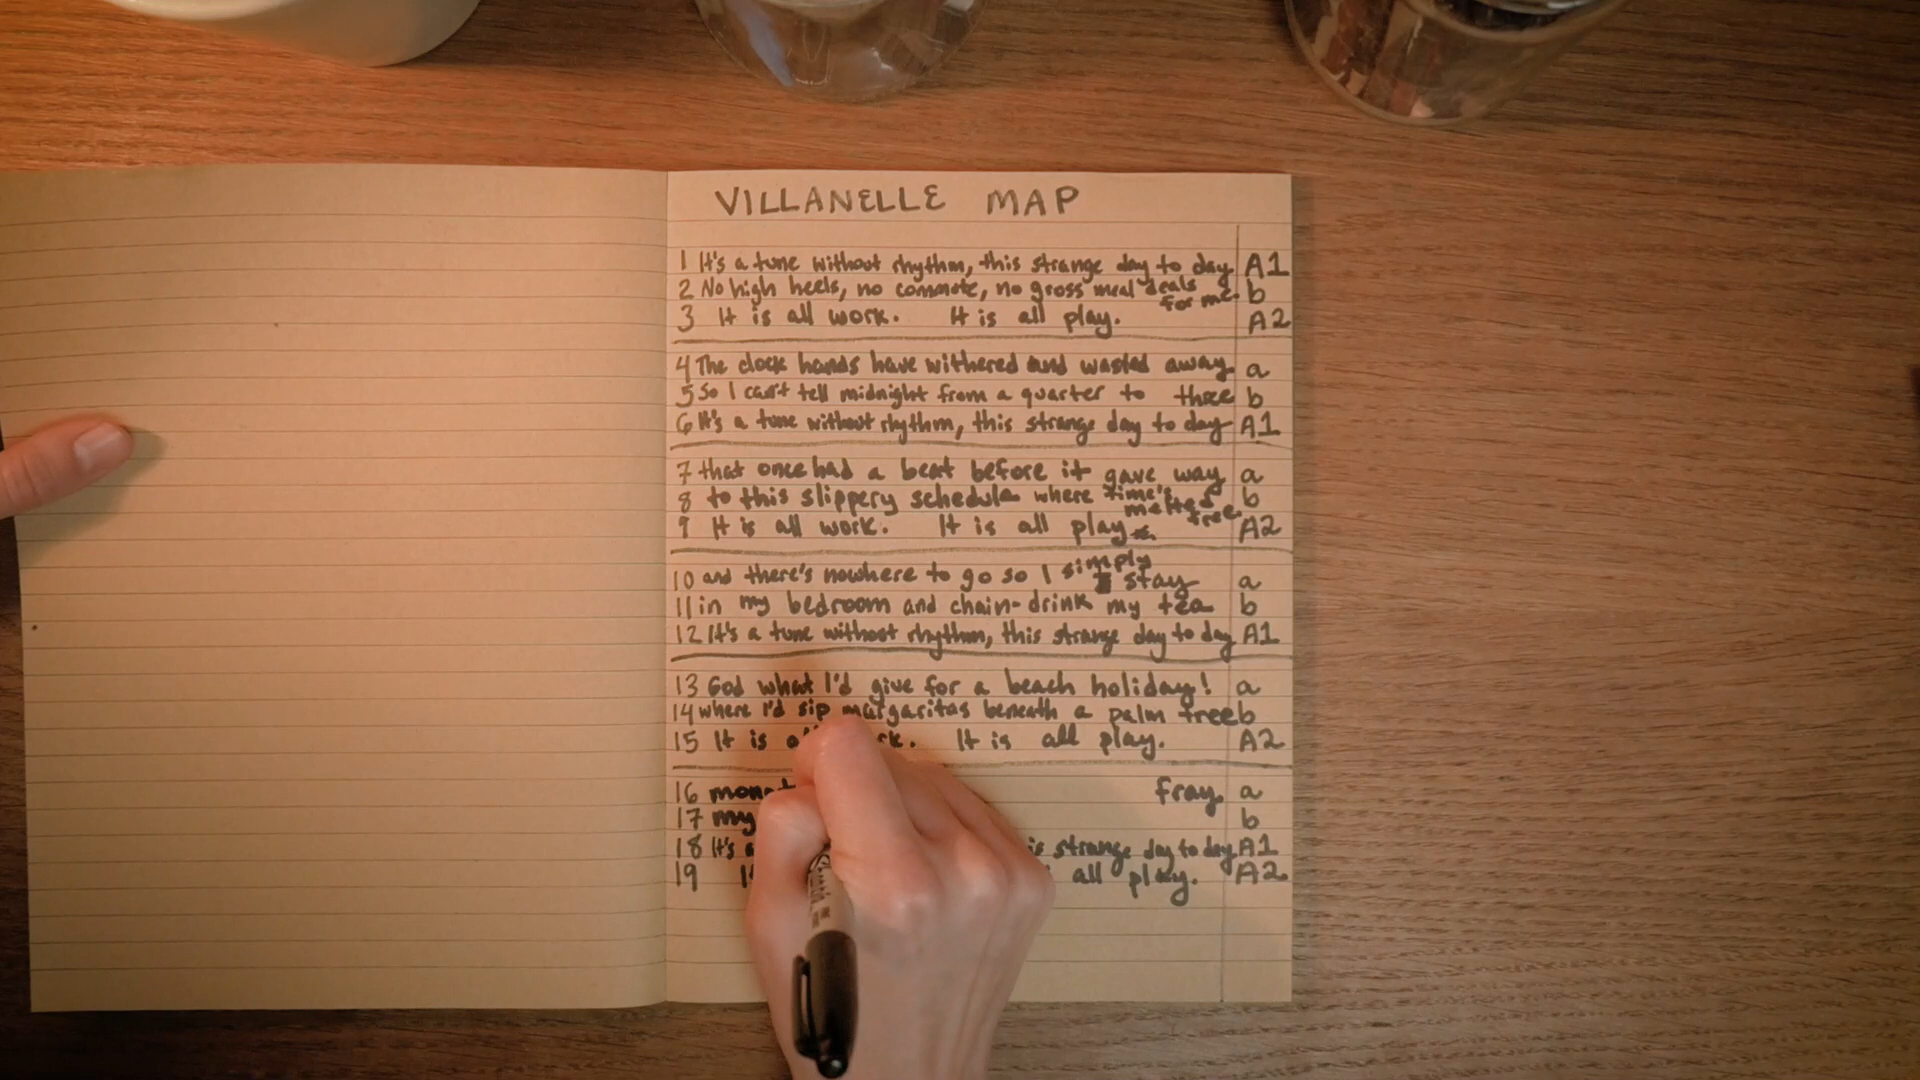 VILLANELLE MAP
1 It's a tune without rhythm, this strange day to day A1
2 No high heels, no commute, no gross meal deals for me. b
3 It is all work. It is all play. A2
4 The clock hands have withered and wasted away a
5 So I can't tell midnight from a quarter to three b
6 It's a tune without rhythm, this strange day to day A1
7 that once had a beat before it gave way a
8 to this slippery schedule where time's melted free. b
9 It is all work. It is all play. A2
10 and there's nowhere to go so I simply stay a
11 in my bedroom and chain-drink my tea b
12 It's a tune without rhythm, this strange day to day A1
13 God what I'd give for a beach holiday! a
14 where I'd sip margaritas beneath a palm tree b
15 It is all work. It is all play. A2
16 fray a
17 my b
18 It's strange day to day A1
19 all play. A2